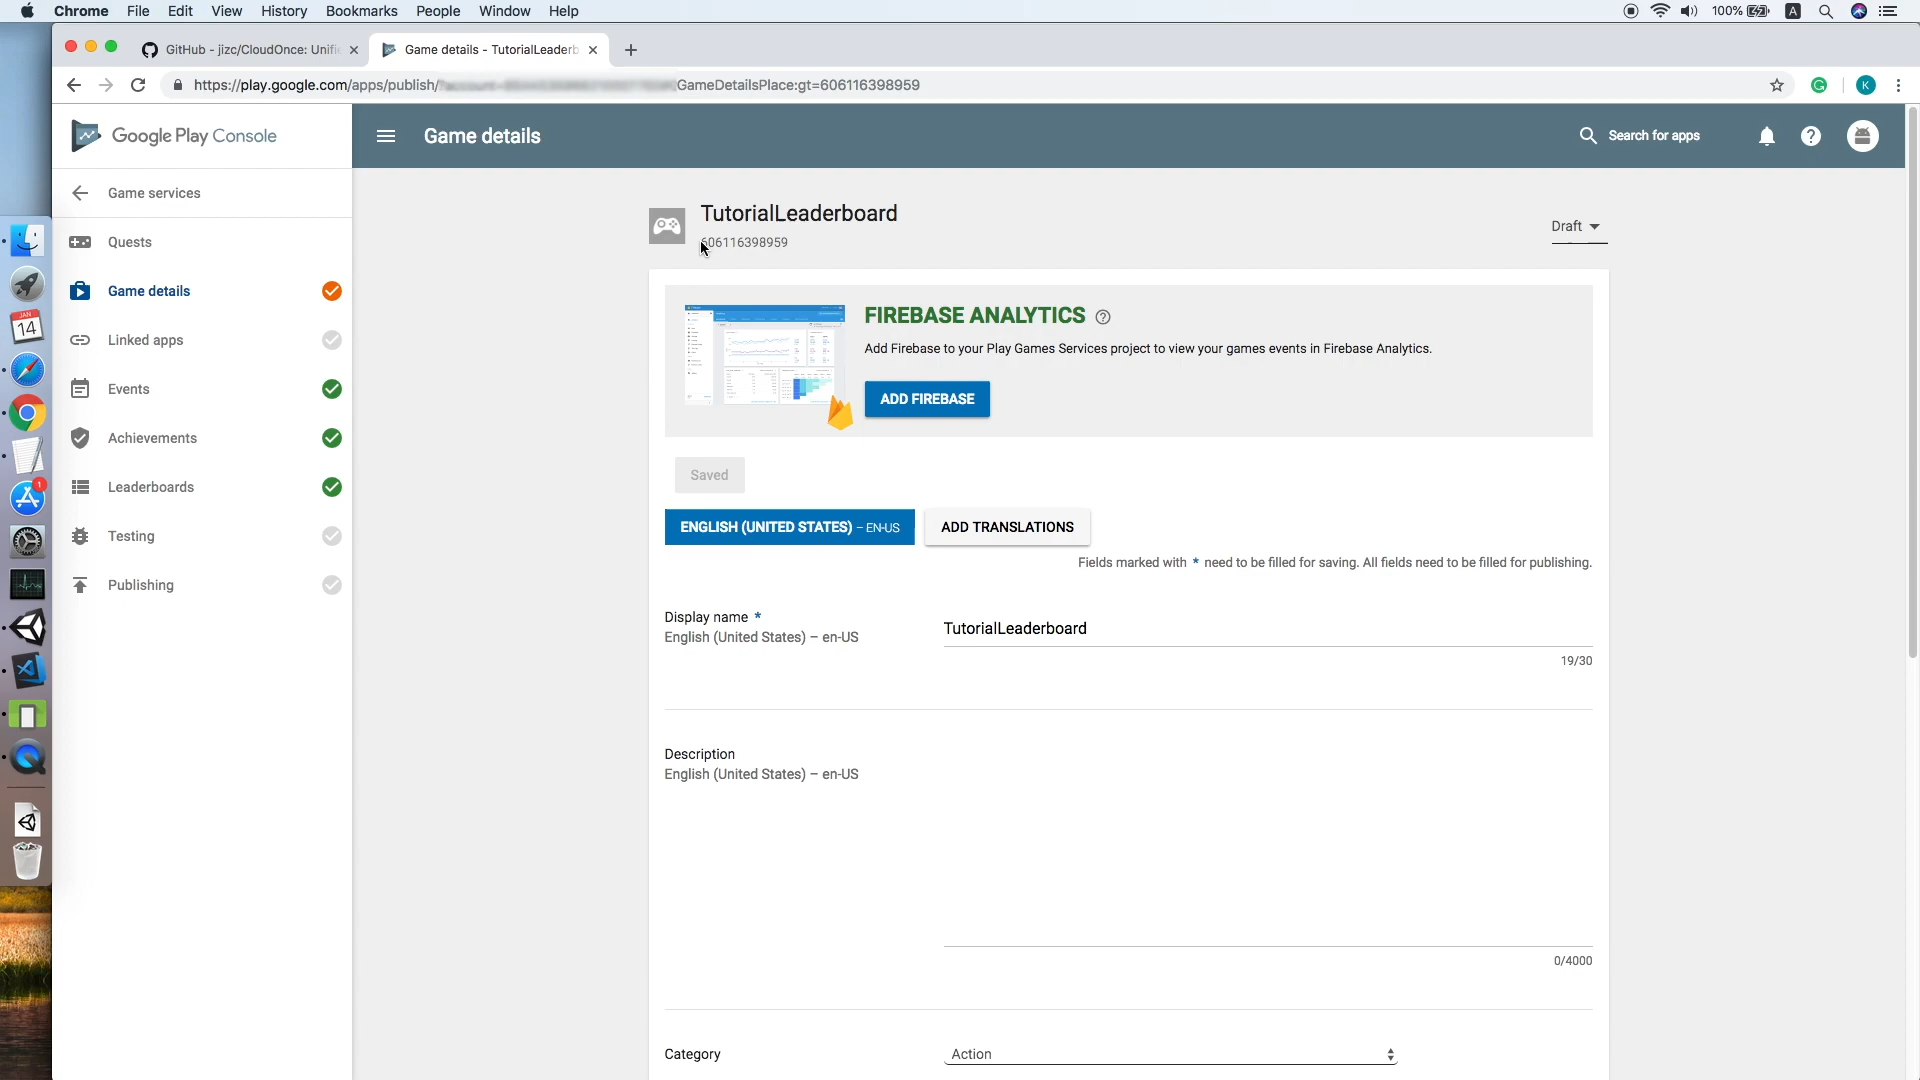 Chrome File Edit View History Bookmarks People Window Help
100% A
GitHub - jizc/CloudOnce: Unifi
Game details - TutorialLeaderb
https://play.google.com/apps/publish/
GameDetailsPlace:gt=606116398959
K
Google Play Console
Game details
Search for apps
Game services
Quests
Game details
Linked apps
Events
Achievements
Leaderboards
Testing
Publishing
JAN
14
1
TutorialLeaderboard
606116398959
Draft
FIREBASE ANALYTICS
Add Firebase to your Play Games Services project to view your games events in Firebase Analytics.
ADD FIREBASE
Saved
ENGLISH (UNITED STATES) – EN-US
ADD TRANSLATIONS
Fields marked with * need to be filled for saving. All fields need to be filled for publishing.
Display name *
English (United States) – en-US
TutorialLeaderboard
19/30
Description
English (United States) – en-US
0/4000
Category
Action